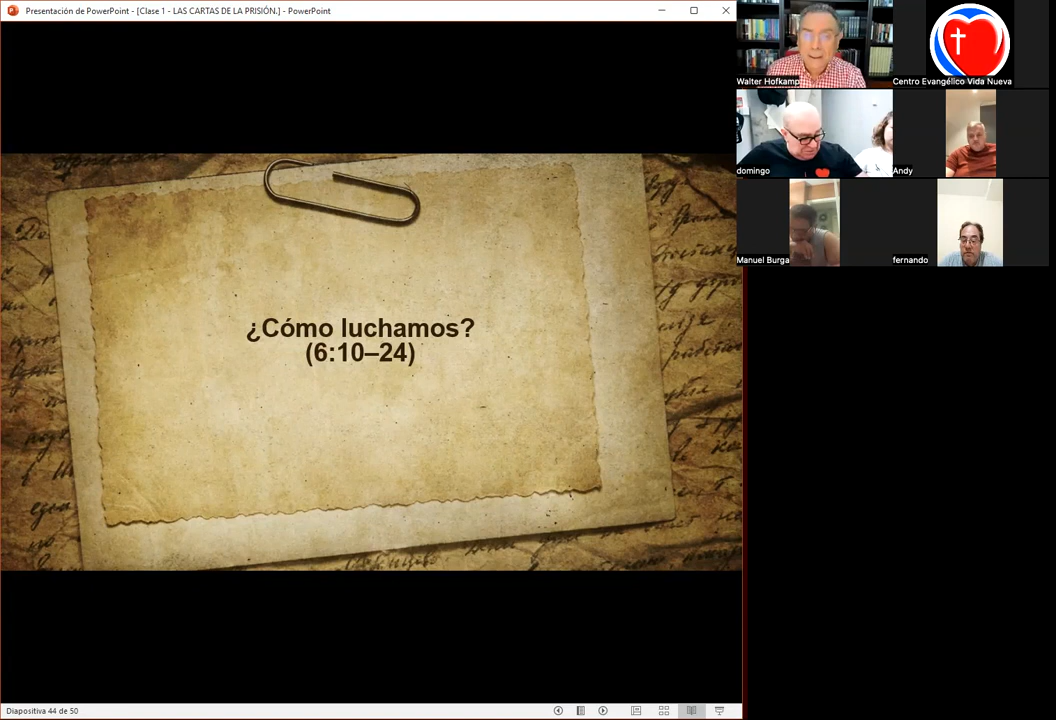 Presentación de PowerPoint - [Clase 1 - LAS CARTAS DE LA PRISIÓN.] - PowerPoint
Walter Hofkamp
Centro Evangélico Vida Nueva
domingo
Andy
Manuel Burga
fernando
¿Cómo luchamos?
(6:10–24)
Diapositiva 44 de 50